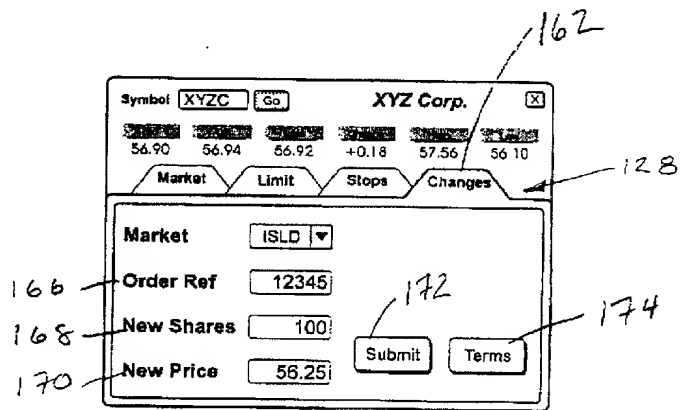 162
Symbol XYZC Go XYZ Corp. X
56.90 56.94 56.92 +0.18 57.56 56 10
Market Limit Stops Changes
128
Market ISLD
166 Order Ref 12345
172
174
168 New Shares 100
Submit Terms
170 New Price 56.25